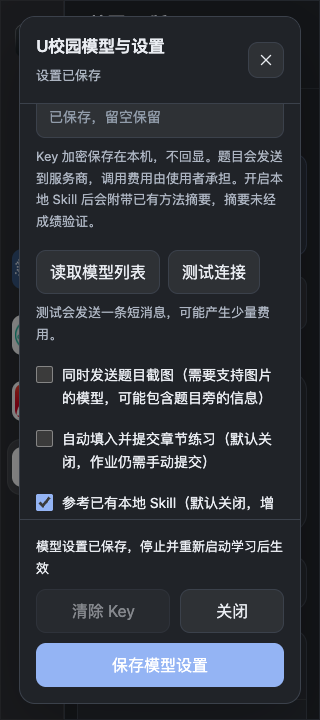 U校园模型与设置
设置已保存
已保存，留空保留
Key 加密保存在本机，不回显。题目会发送
到服务商，调用费用由使用者承担。开启本
地 Skill 后会附带已有方法摘要，摘要未经
成绩验证。
读取模型列表
测试连接
测试会发送一条短消息，可能产生少量费
用。
同时发送题目截图（需要支持图片
的模型，可能包含题目旁的信息）
自动填入并提交章节练习（默认关
闭，作业仍需手动提交）
参考已有本地 Skill（默认关闭，增
模型设置已保存，停止并重新启动学习后生
效
清除 Key
关闭
保存模型设置